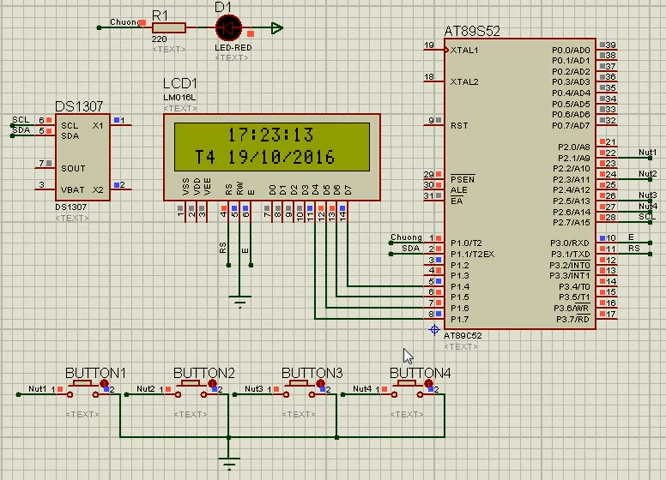 Chuong
R1
220
<TEXT>
D1
LED-RED
<TEXT>
DS1307
SCL 6 SCL X1 1
SDA 5 SDA
7 SOUT
3 VBAT X2 2
DS1307
<TEXT>
LCD1
LM016L
<TEXT>
17:23:13
T4 19/10/2016
VSS VDD VEE RS RW E D0 D1 D2 D3 D4 D5 D6 D7
1 2 3 4 5 6 7 8 9 10 11 12 13 14
RS E
AT89S52
19 XTAL1 P0.0/AD0 39
P0.1/AD1 38
P0.2/AD2 37
18 XTAL2 P0.3/AD3 36
P0.4/AD4 35
P0.5/AD5 34
P0.6/AD6 33
9 RST P0.7/AD7 32
P2.0/A8 21
P2.1/A9 22 Nut1
P2.2/A10 23
29 PSEN P2.3/A11 24 Nut2
30 ALE P2.4/A12 25
31 EA P2.5/A13 26 Nut3
P2.6/A14 27 Nut4
P2.7/A15 28 SCL
Chuong 1 P1.0/T2 P3.0/RXD 10 E
SDA 2 P1.1/T2EX P3.1/TXD 11 RS
3 P1.2 P3.2/INT0 12
4 P1.3 P3.3/INT1 13
5 P1.4 P3.4/T0 14
6 P1.5 P3.5/T1 15
7 P1.6 P3.6/WR 16
8 P1.7 P3.7/RD 17
AT89C52
<TEXT>
BUTTON1 BUTTON2 BUTTON3 BUTTON4
Nut1 1 2 Nut2 1 2 Nut3 1 2 Nut4 1 2
<TEXT> <TEXT> <TEXT> <TEXT>